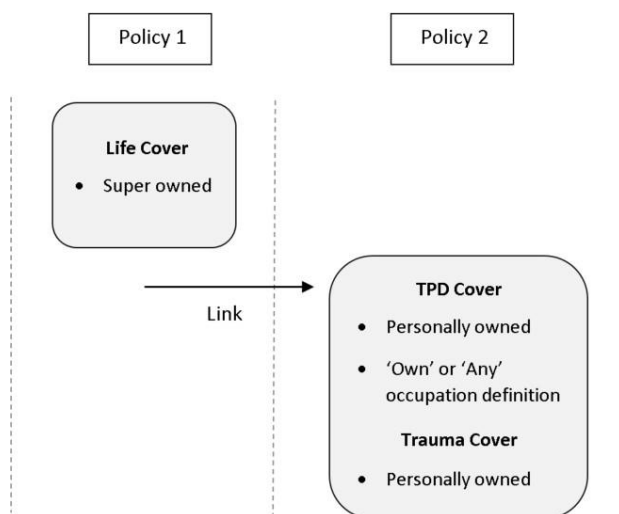 Policy 1
Policy 2
Life Cover
• Super owned
Link
TPD Cover
• Personally owned
• ‘Own’ or ‘Any’
occupation definition
Trauma Cover
• Personally owned